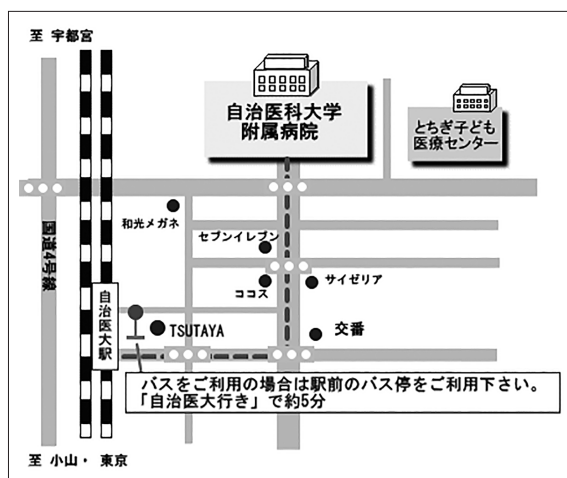 至 宇都宮
自治医科大学
附属病院
とちぎ子ども
医療センター
和光メガネ
セブンイレブン
国道4号線
ココス
サイゼリア
自治医大駅
TSUTAYA
交番
バスをご利用の場合は駅前のバス停をご利用下さい。
「自治医大行き」で約5分
至 小山・ 東京